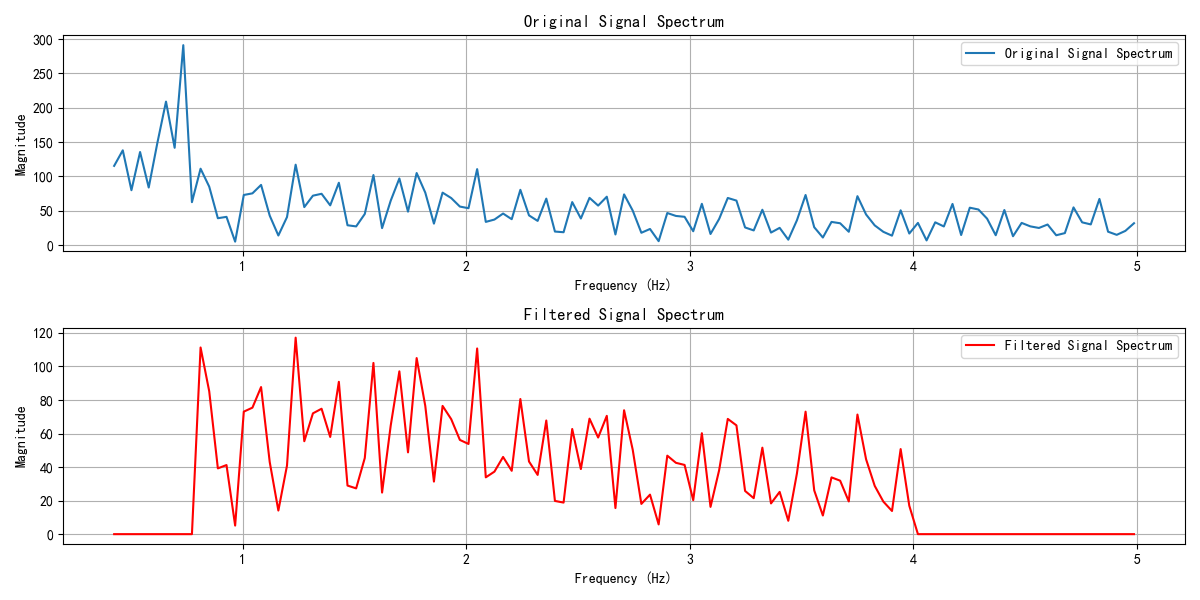 Original Signal Spectrum
300
250
200
150
100
50
0
Magnitude
Original Signal Spectrum
1 2 3 4 5
Frequency (Hz)
Filtered Signal Spectrum
120
100
80
60
40
20
0
Magnitude
Filtered Signal Spectrum
1 2 3 4 5
Frequency (Hz)